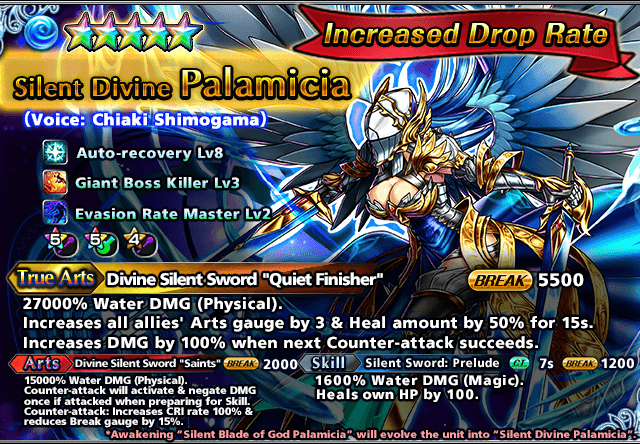 Increased Drop Rate
Silent Divine Palamicia
(Voice: Chiaki Shimogama)
Auto-recovery Lv8
Giant Boss Killer Lv3
Evasion Rate Master Lv2
5 5 4
True Arts Divine Silent Sword "Quiet Finisher" BREAK 5500
27000% Water DMG (Physical).
Increases all allies' Arts gauge by 3 & Heal amount by 50% for 15s.
Increases DMG by 100% when next Counter-attack succeeds.
Arts Divine Silent Sword "Saints" BREAK 2000
15000% Water DMG (Physical).
Counter-attack will activate & negate DMG
once if attacked when preparing for Skill.
Counter-attack: Increases CRI rate 100% &
reduces Break gauge by 15%.
Skill Silent Sword: Prelude CT 7s BREAK 1200
1600% Water DMG (Magic).
Heals own HP by 100.
*Awakening "Silent Blade of God Palamicia" will evolve the unit into "Silent Divine Palamicia"